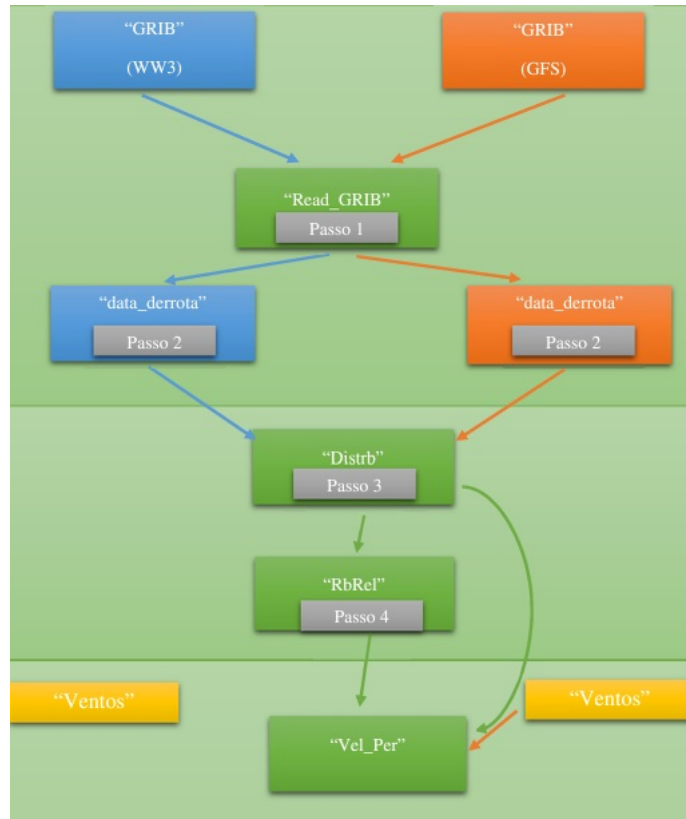 “GRIB”
(WW3)
“GRIB”
(GFS)
“Read_GRIB”
Passo 1
“data_derrota”
Passo 2
“data_derrota”
Passo 2
“Distrb”
Passo 3
“RbRel”
Passo 4
“Ventos”
“Ventos”
“Vel_Per”